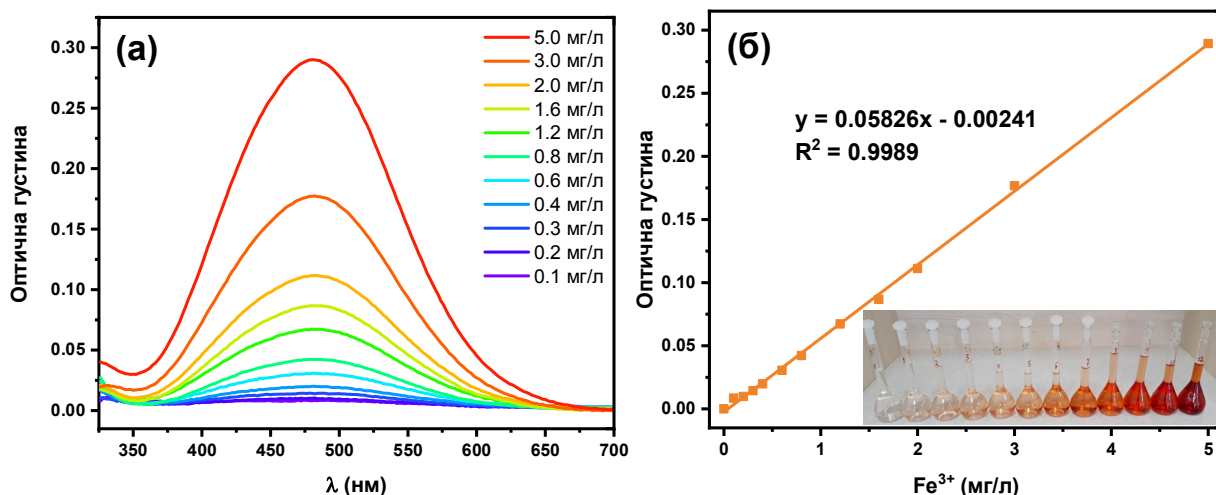 (а)
5.0 мг/л
3.0 мг/л
2.0 мг/л
1.6 мг/л
1.2 мг/л
0.8 мг/л
0.6 мг/л
0.4 мг/л
0.3 мг/л
0.2 мг/л
0.1 мг/л
0.30
0.25
0.20
0.15
0.10
0.05
0.00
Оптична густина
350 400 450 500 550 600 650 700
λ (нм)
(б)
y = 0.05826x - 0.00241
R² = 0.9989
0.30
0.25
0.20
0.15
0.10
0.05
0.00
Оптична густина
0 1 2 3 4 5
Fe³⁺ (мг/л)